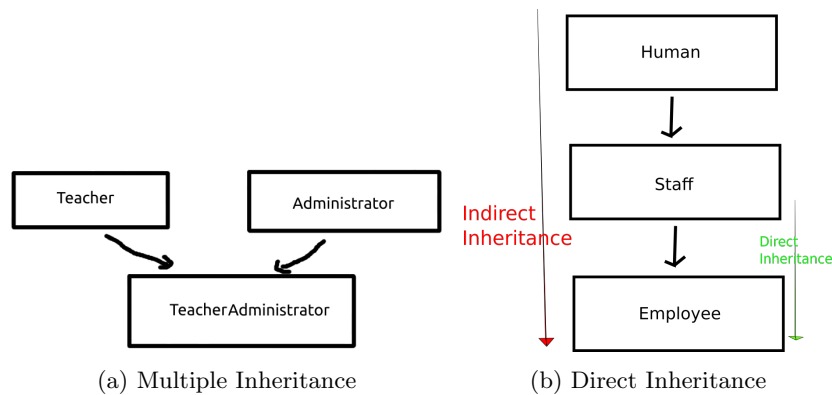 Teacher
Administrator
TeacherAdministrator
(a) Multiple Inheritance
Human
Staff
Employee
Indirect
Inheritance
Direct
Inheritance
(b) Direct Inheritance